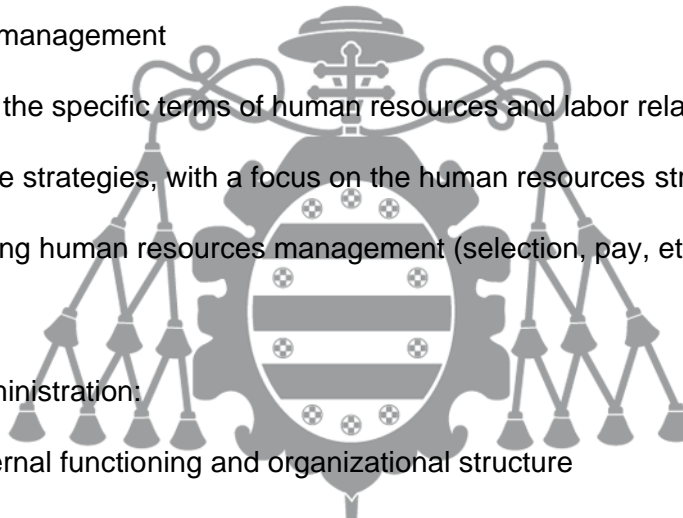 management
the specific terms of human resources and labor rela
e strategies, with a focus on the human resources str
ng human resources management (selection, pay, et
ministration:
ernal functioning and organizational structure